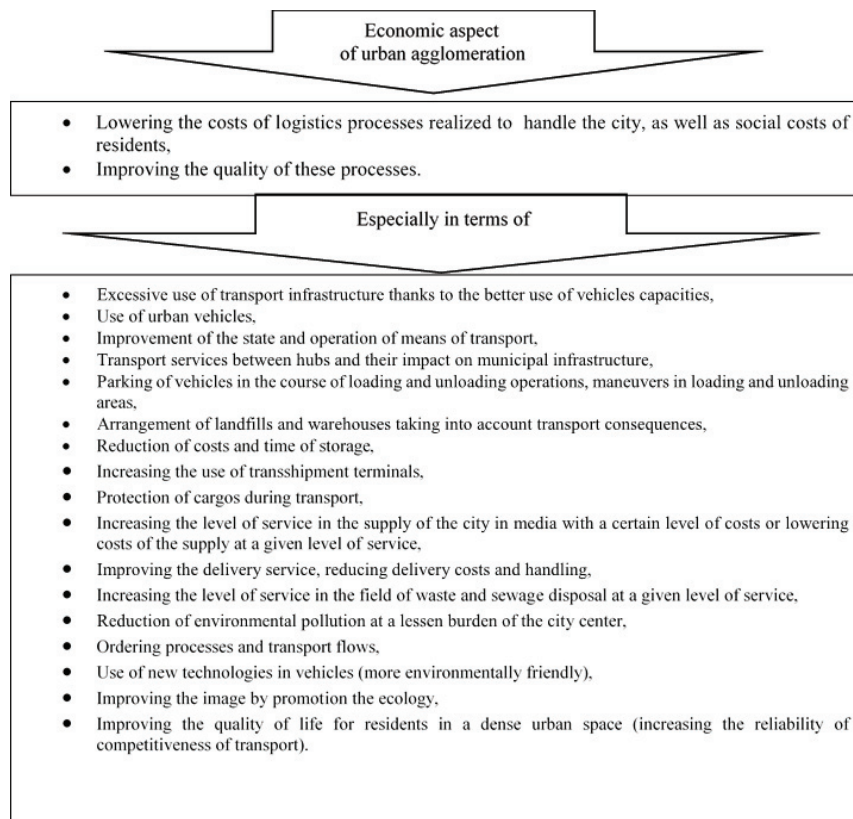 Economic aspect
of urban agglomeration
• Lowering the costs of logistics processes realized to handle the city, as well as social costs of
residents,
• Improving the quality of these processes.
Especially in terms of
• Excessive use of transport infrastructure thanks to the better use of vehicles capacities,
• Use of urban vehicles,
• Improvement of the state and operation of means of transport,
• Transport services between hubs and their impact on municipal infrastructure,
• Parking of vehicles in the course of loading and unloading operations, maneuvers in loading and unloading
areas,
• Arrangement of landfills and warehouses taking into account transport consequences,
• Reduction of costs and time of storage,
• Increasing the use of transshipment terminals,
• Protection of cargos during transport,
• Increasing the level of service in the supply of the city in media with a certain level of costs or lowering
costs of the supply at a given level of service,
• Improving the delivery service, reducing delivery costs and handling,
• Increasing the level of service in the field of waste and sewage disposal at a given level of service,
• Reduction of environmental pollution at a lessen burden of the city center,
• Ordering processes and transport flows,
• Use of new technologies in vehicles (more environmentally friendly),
• Improving the image by promotion the ecology,
• Improving the quality of life for residents in a dense urban space (increasing the reliability of
competitiveness of transport).